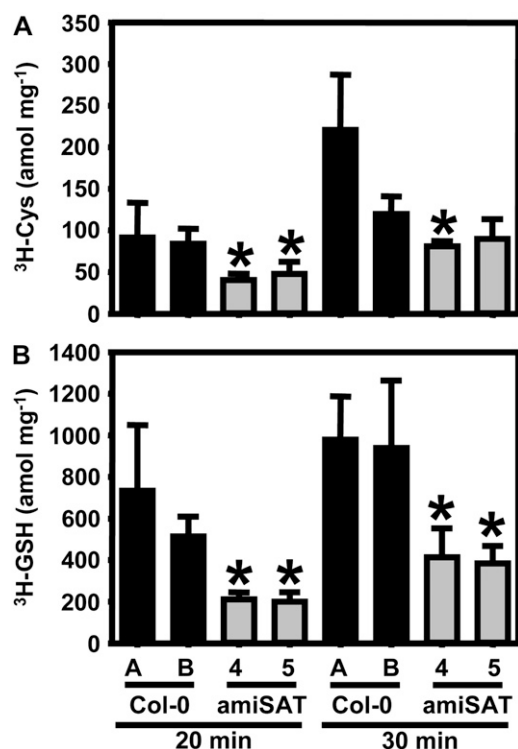 A
³H-Cys (amol mg⁻¹)
350
300
250
200
150
100
50
0
* * *
B
³H-GSH (amol mg⁻¹)
1400
1200
1000
800
600
400
200
0
* * * *
A B 4 5 A B 4 5
Col-0 amiSAT Col-0 amiSAT
20 min 30 min